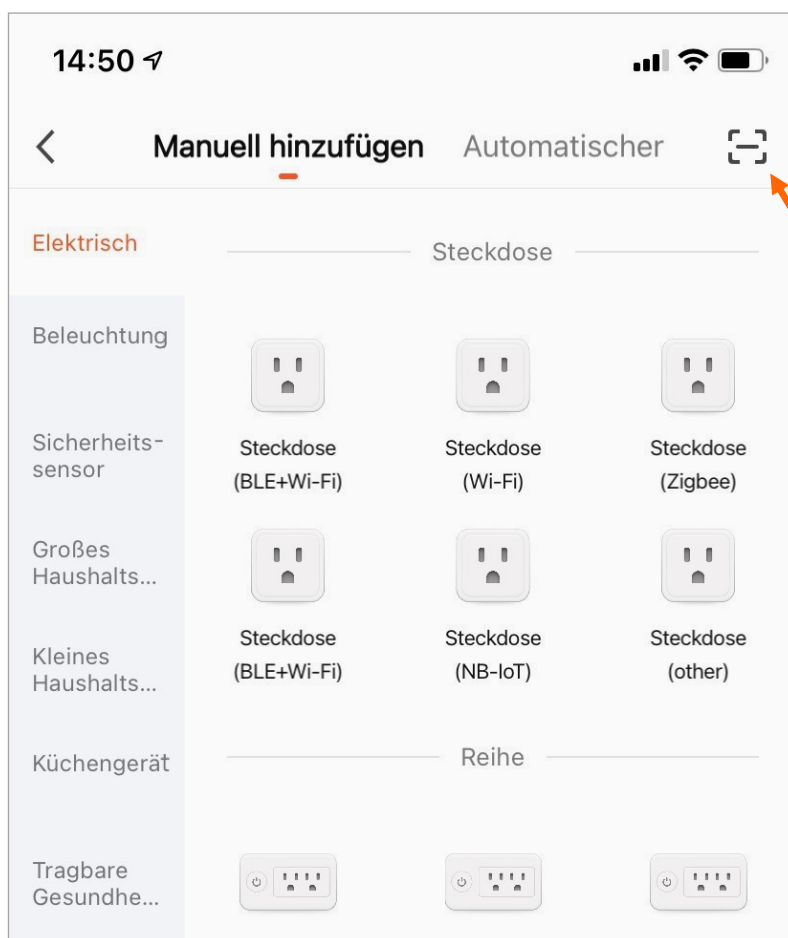 14:50
Manuell hinzufügen Automatischer
Elektrisch
Steckdose
Beleuchtung
Sicherheits-
sensor
Großes
Haushalts...
Kleines
Haushalts...
Küchengerät
Tragbare
Gesundhe...
Steckdose
(BLE+Wi-Fi)
Steckdose
(Wi-Fi)
Steckdose
(Zigbee)
Steckdose
(BLE+Wi-Fi)
Steckdose
(NB-IoT)
Steckdose
(other)
Reihe